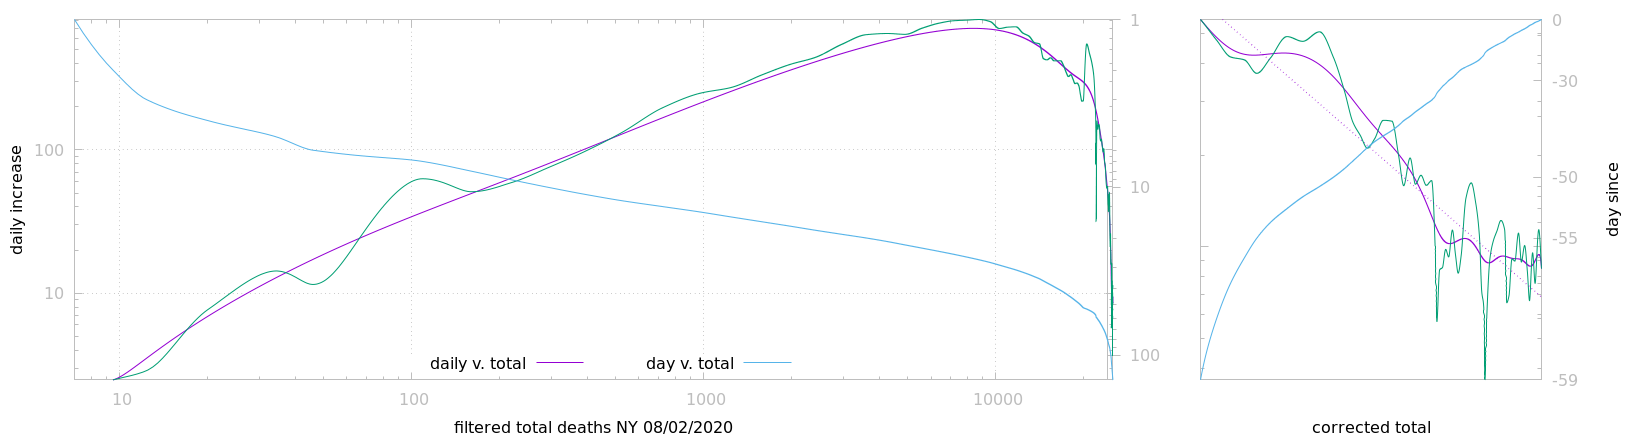 daily increase
100
10
1
10
100
daily v. total
day v. total
10
100
1000
10000
filtered total deaths NY 08/02/2020
0
-30
-50
-55
-59
day since
corrected total